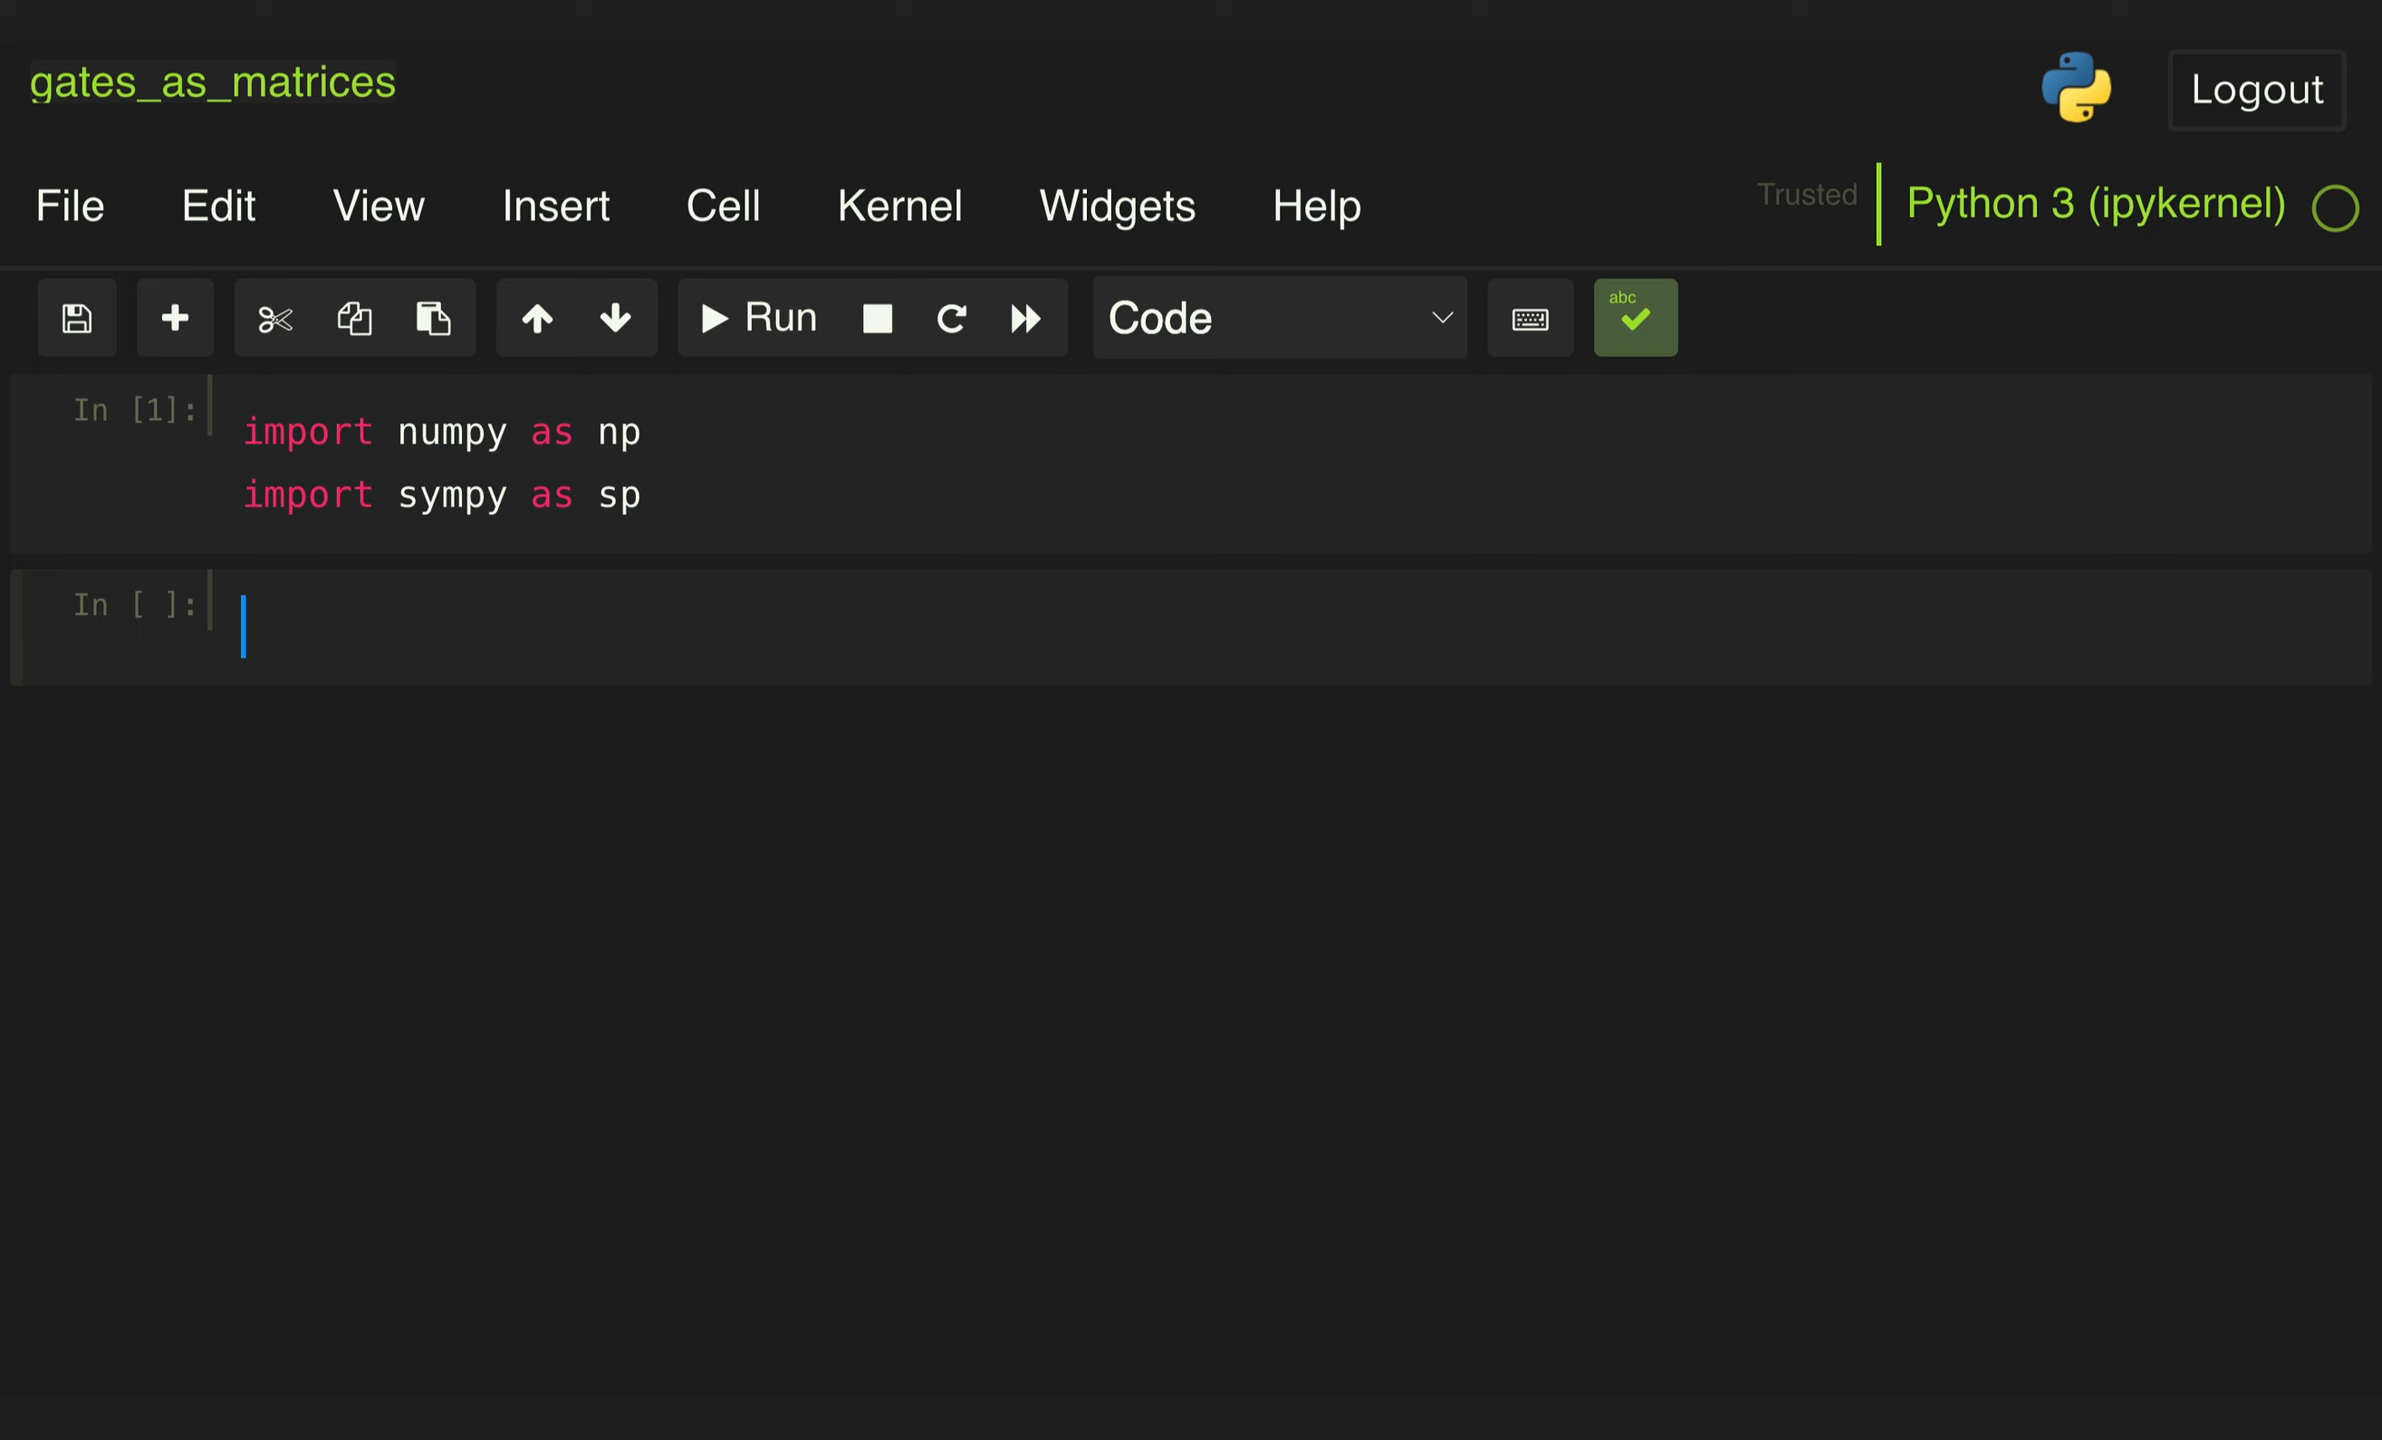 gates_as_matrices
Logout
File Edit View Insert Cell Kernel Widgets Help Trusted Python 3 (ipykernel)
Run Code abc
In [1]: import numpy as np
import sympy as sp
In [ ]: